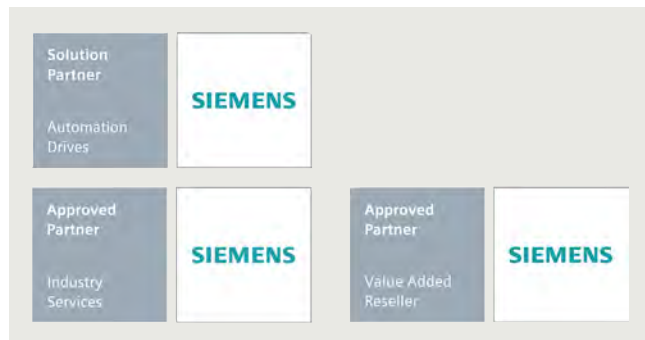 Solution
Partner
Automation
Drives
SIEMENS
Approved
Partner
Industry
Services
SIEMENS
Approved
Partner
Value Added
Reseller
SIEMENS